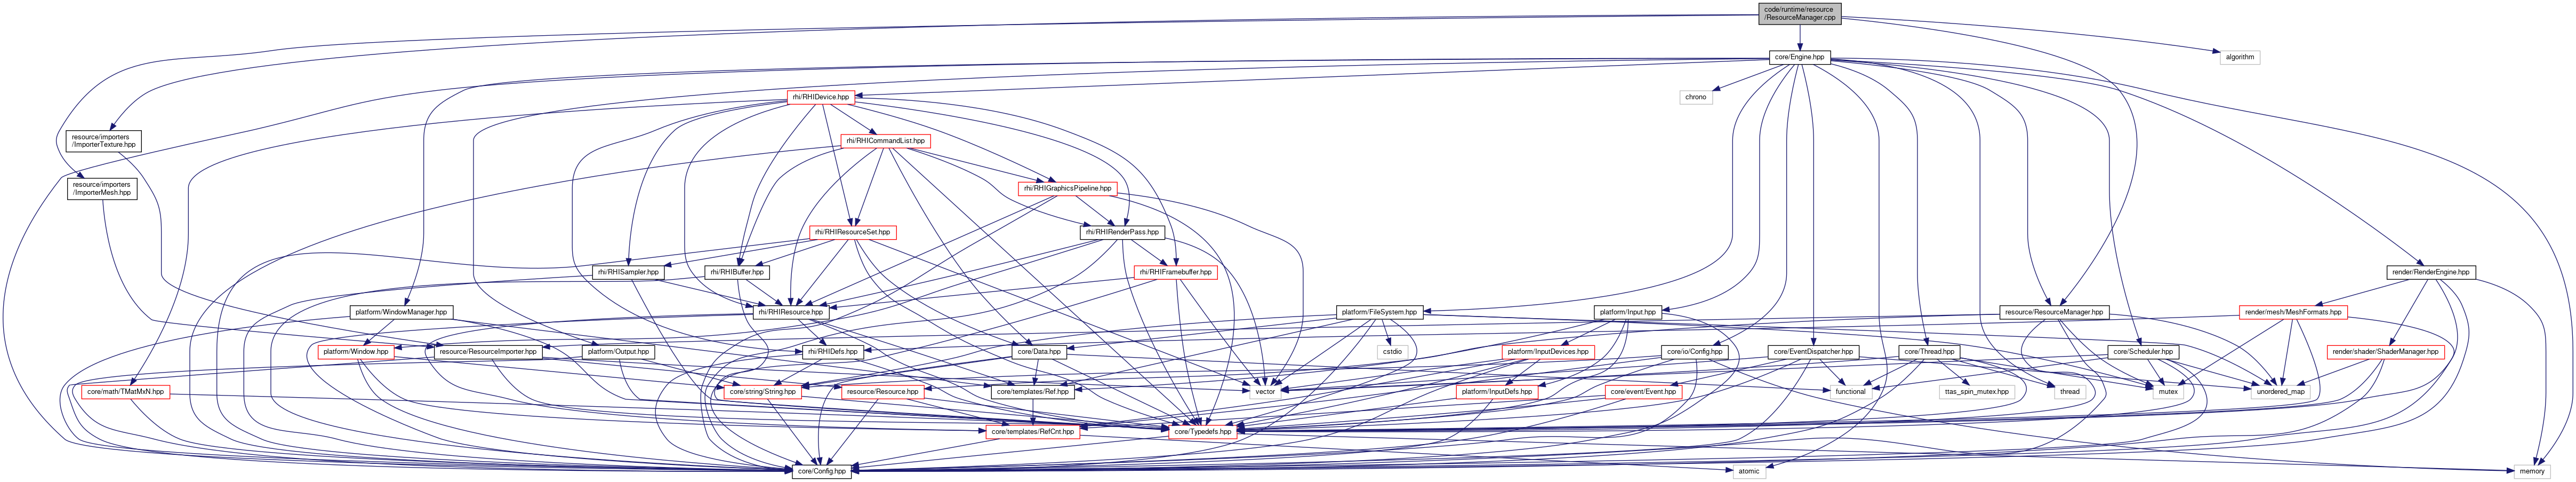 code/runtime/resource
/ResourceManager.cpp
core/Engine.hpp
algorithm
rhi/RHIDevice.hpp
chrono
resource/importers
/ImporterTexture.hpp
rhi/RHICommandList.hpp
resource/importers
/ImporterMesh.hpp
rhi/RHIGraphicsPipeline.hpp
rhi/RHIResourceSet.hpp
rhi/RHIRenderPass.hpp
rhi/RHISampler.hpp
rhi/RHIBuffer.hpp
rhi/RHIFramebuffer.hpp
render/RenderEngine.hpp
platform/WindowManager.hpp
rhi/RHIResource.hpp
platform/FileSystem.hpp
platform/Input.hpp
resource/ResourceManager.hpp
render/mesh/MeshFormats.hpp
platform/Window.hpp
resource/ResourceImporter.hpp
platform/Output.hpp
rhi/RHIDefs.hpp
core/Data.hpp
cstdio
platform/InputDevices.hpp
core/io/Config.hpp
core/EventDispatcher.hpp
core/Thread.hpp
core/Scheduler.hpp
render/shader/ShaderManager.hpp
core/math/TMatMxN.hpp
core/string/String.hpp
resource/Resource.hpp
core/templates/Ref.hpp
vector
platform/InputDefs.hpp
core/event/Event.hpp
functional
ttas_spin_mutex.hpp
thread
mutex
unordered_map
core/templates/RefCnt.hpp
core/Typedefs.hpp
core/Config.hpp
atomic
memory